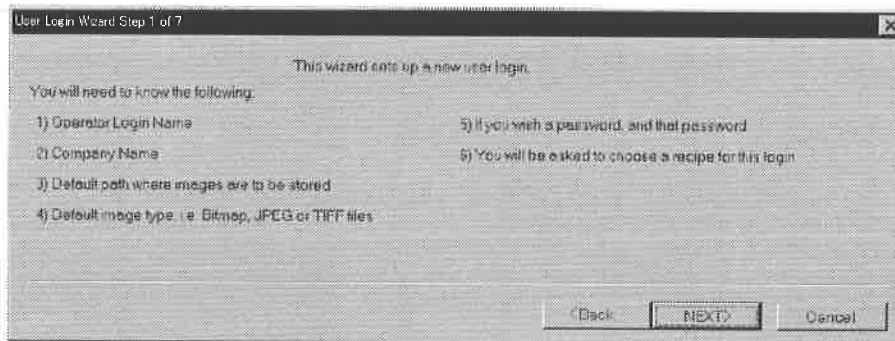 User Login Wizard Step 1 of 7
This wizard sets up a new user login.
You will need to know the following:
1) Operator Login Name
2) Company Name
3) Default path where images are to be stored
4) Default image type, i.e. Bitmap, JPEG or TIFF files
5) If you wish a password, and that password
6) You will be asked to choose a recipe for this login
<Back
NEXT>
Cancel